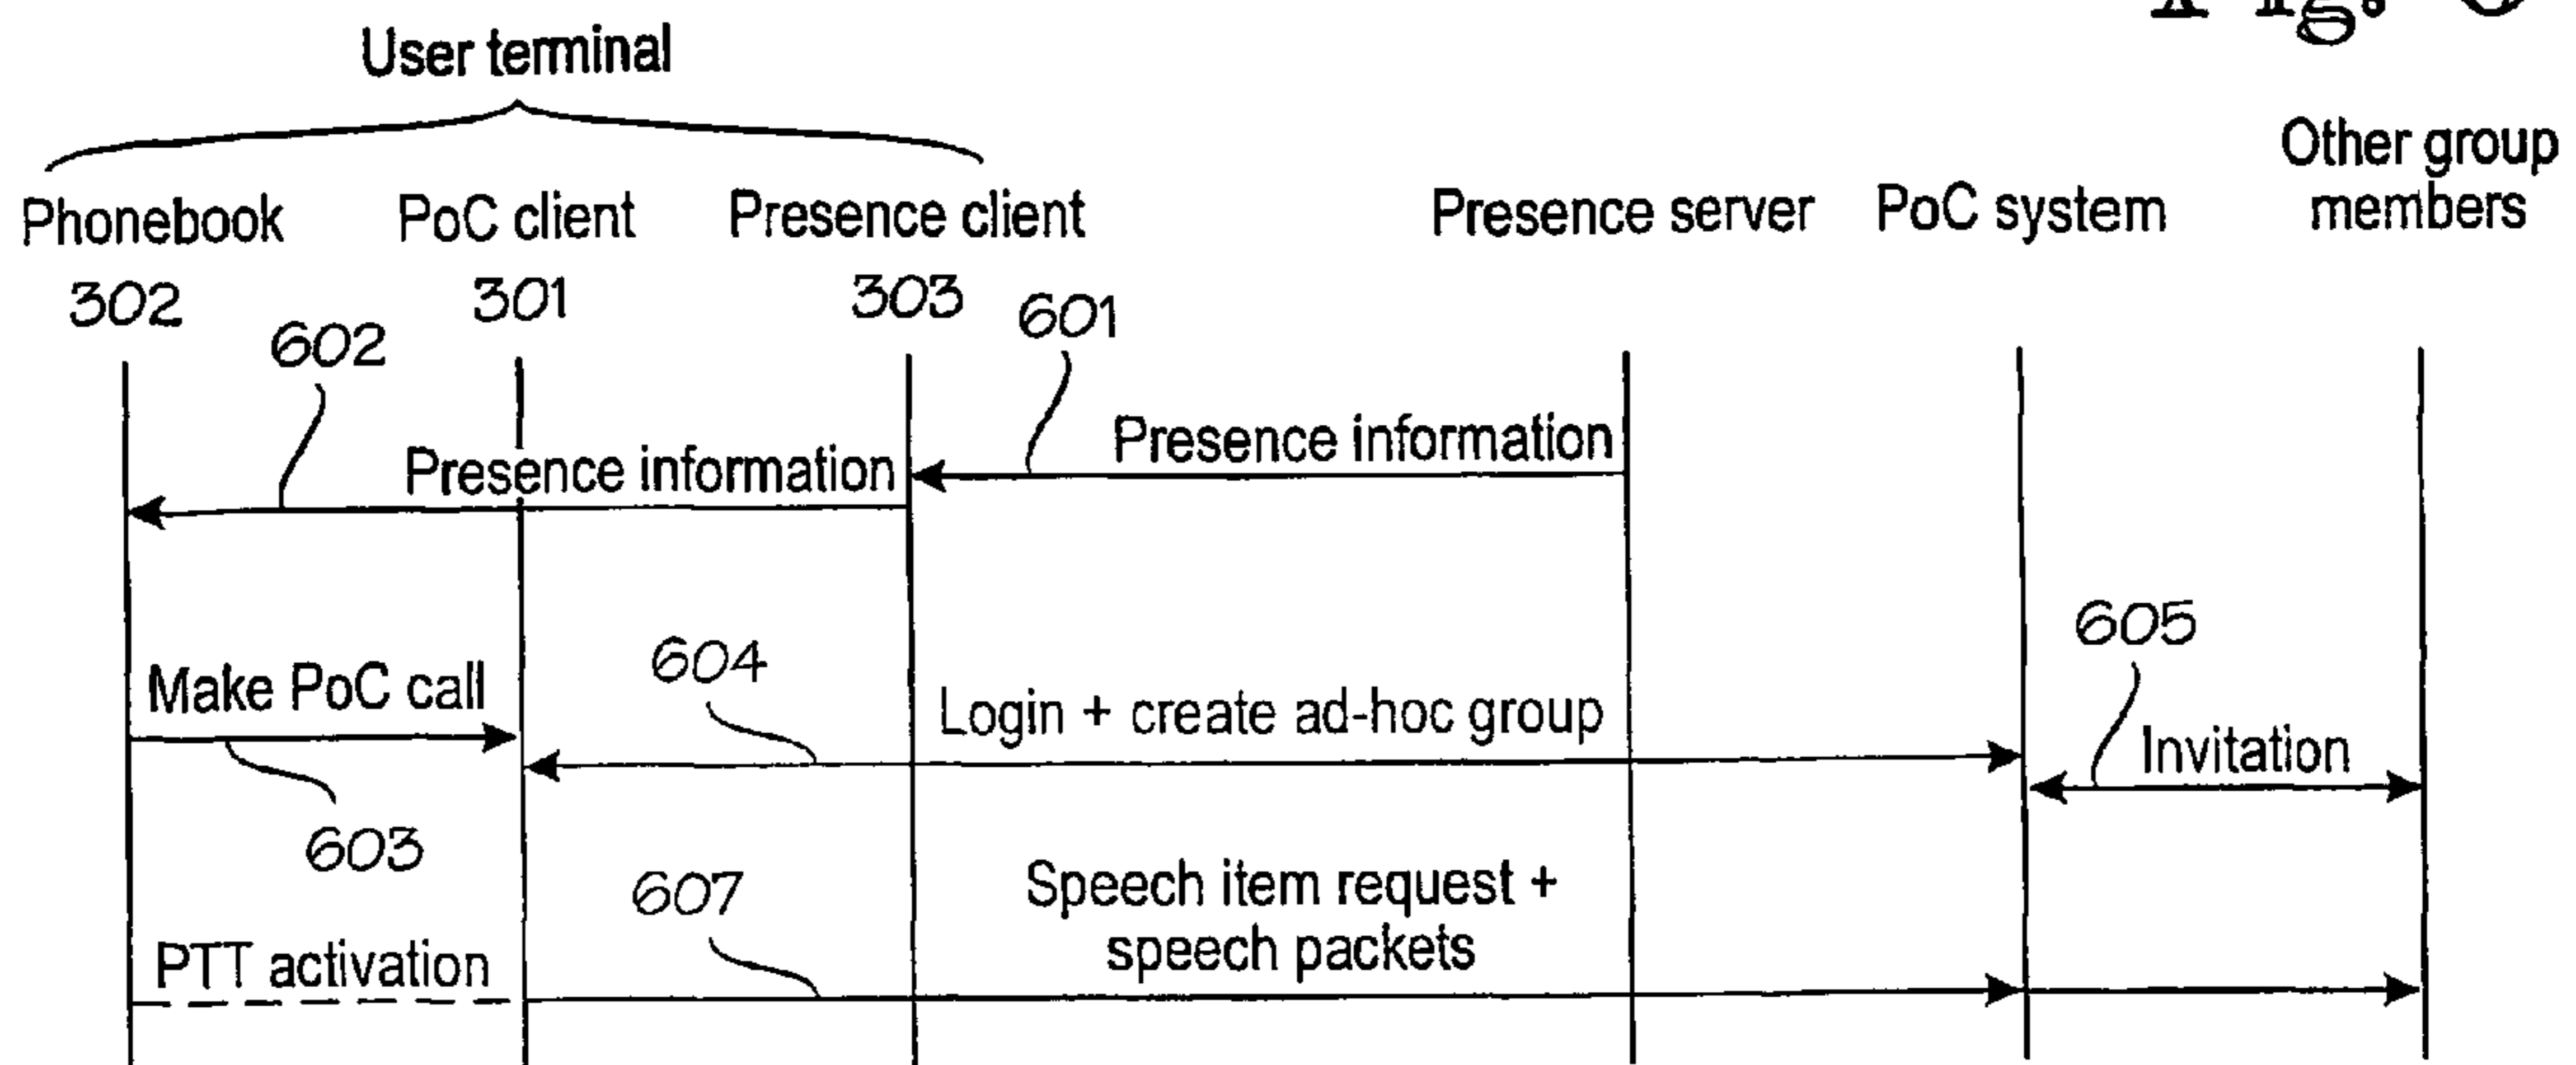 User terminal
Other group
members
Phonebook
PoC client
Presence client
Presence server
PoC system
302
301
303
601
602
Presence information
Presence information
605
604
Make PoC call
Login + create ad-hoc group
Invitation
603
607
Speech item request +
speech packets
PTT activation